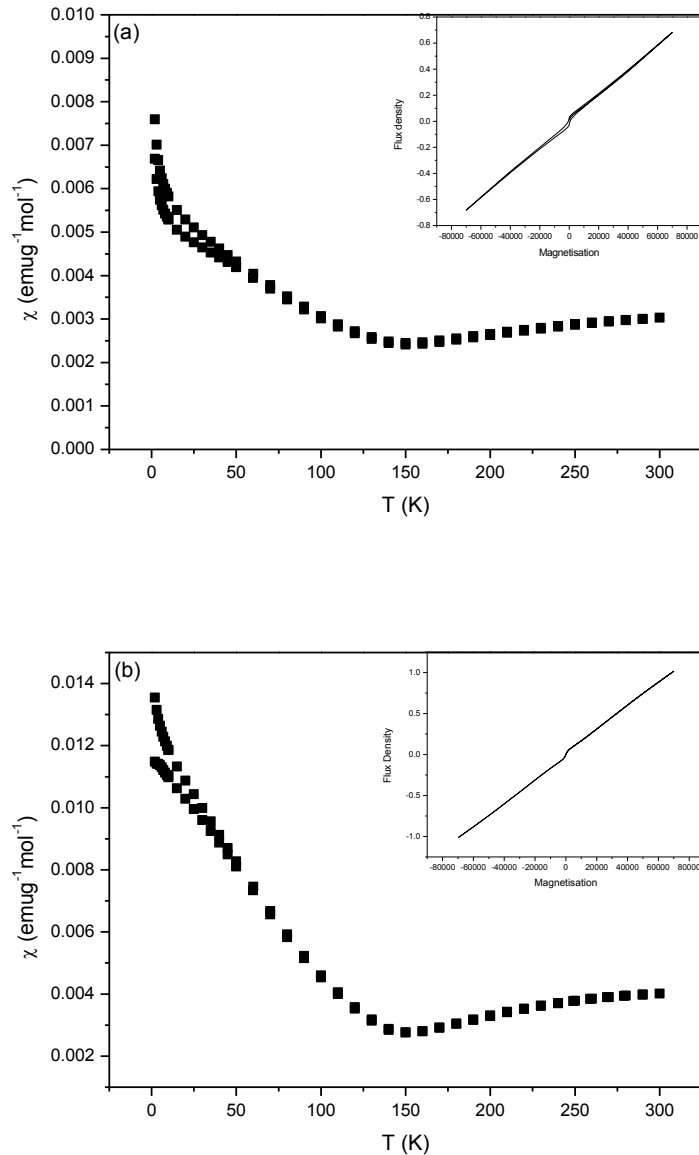 (a)
0.010
0.009
0.008
0.007
0.006
0.005
0.004
0.003
0.002
0.001
0.000
χ (emug⁻¹mol⁻¹)
0 50 100 150 200 250 300
T (K)
0.8
0.6
0.4
0.2
0.0
-0.2
-0.4
-0.6
-0.8
Flux density
-80000 -60000 -40000 -20000 0 20000 40000 60000 80000
Magnetisation
(b)
0.014
0.012
0.010
0.008
0.006
0.004
0.002
χ (emug⁻¹mol⁻¹)
0 50 100 150 200 250 300
T (K)
1.0
0.5
0.0
-0.5
-1.0
Flux Density
-80000 -60000 -40000 -20000 0 20000 40000 60000 80000
Magnetisation